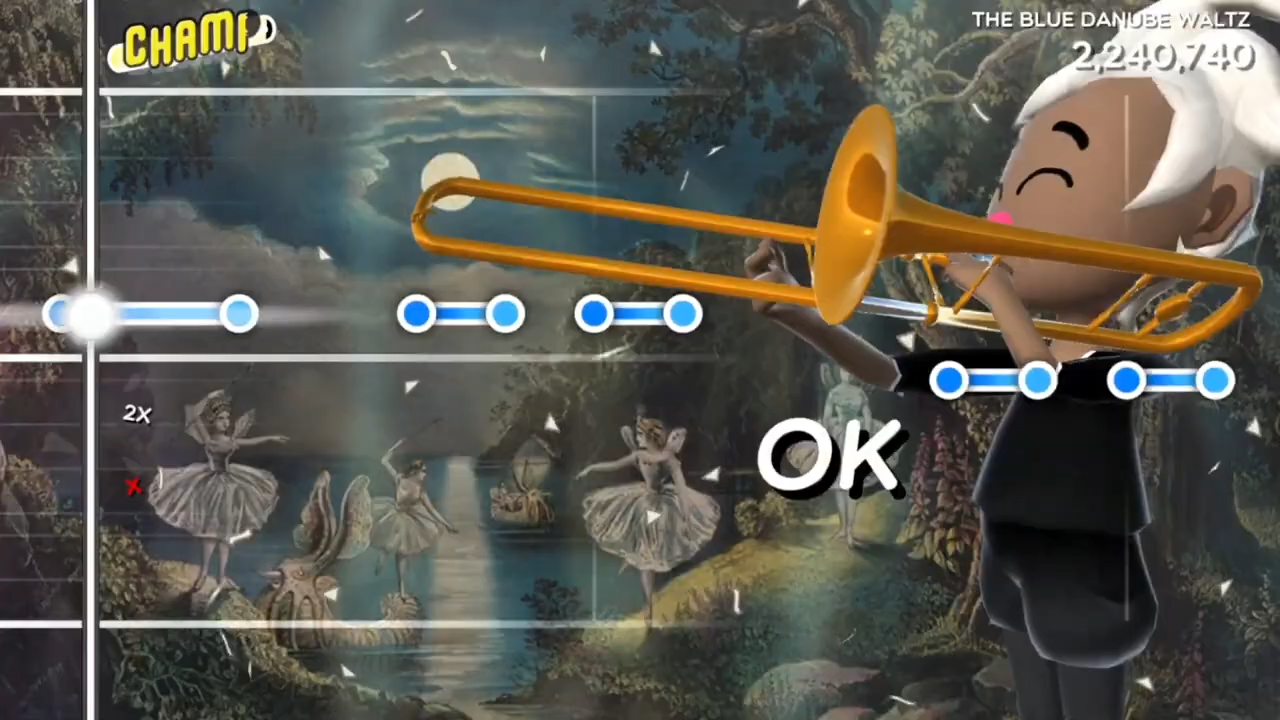 CHAMP
THE BLUE DANUBE WALTZ
2,240,740
2X
X
OK